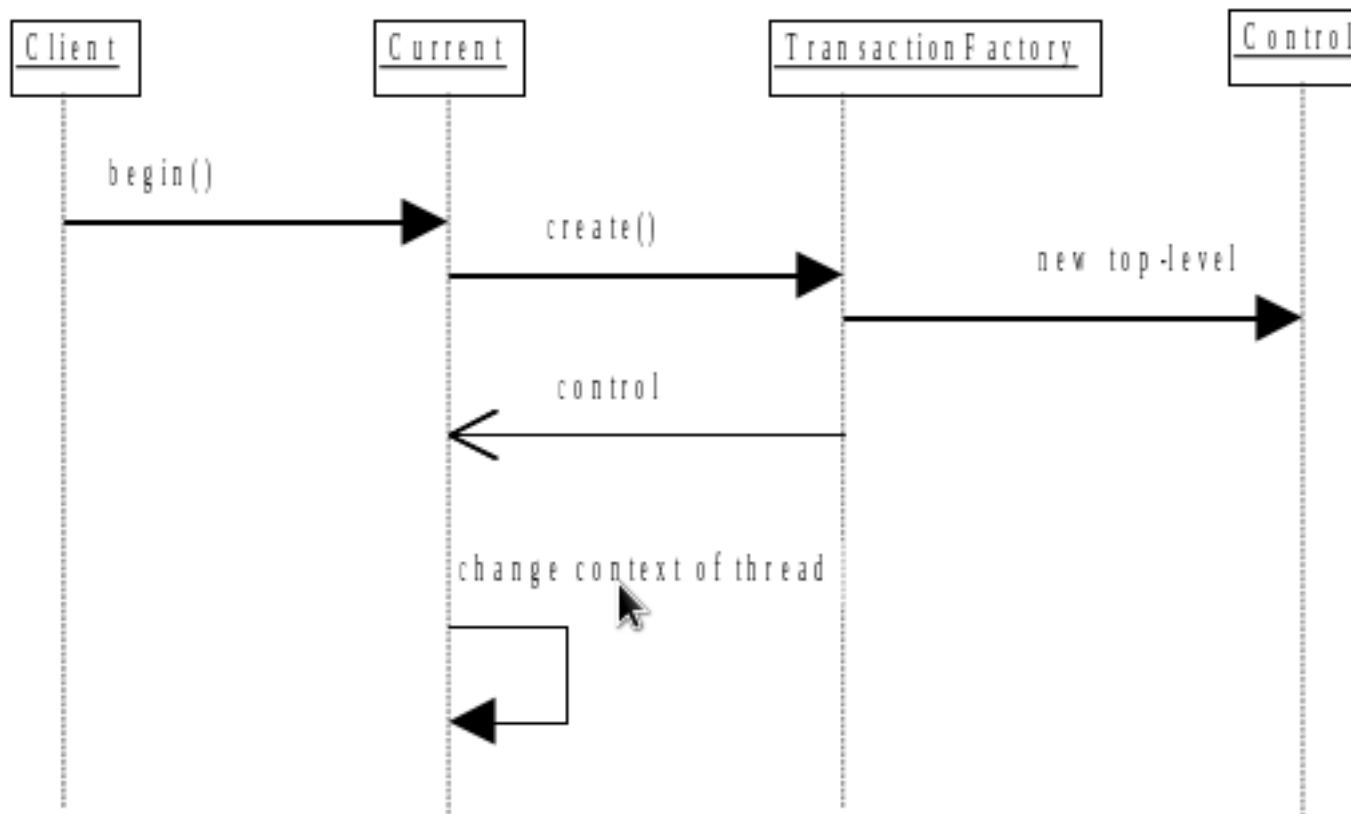 Client
Current
TransactionFactory
Control
begin()
create()
new top-level
control
change context of thread